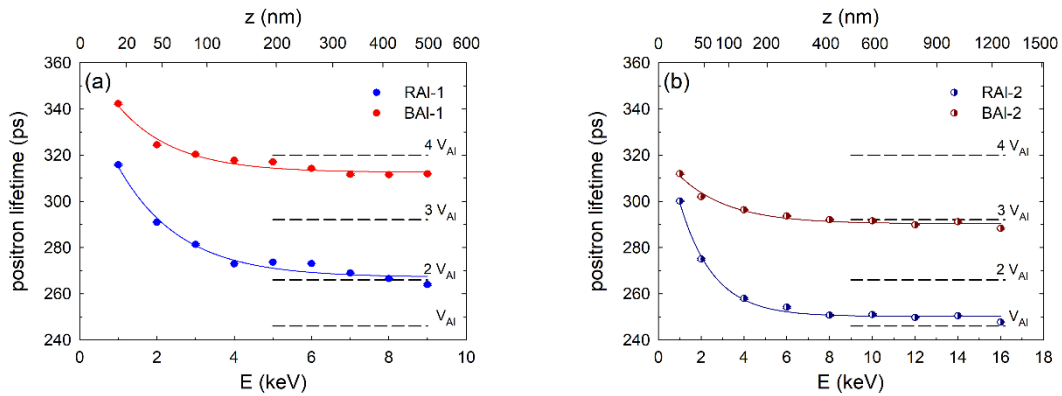 z (nm)
0 20 50 100 200 300 400 500 600
360
340
320
300
280
260
240
positron lifetime (ps)
(a)
RAl-1
BAl-1
4 V_Al
3 V_Al
2 V_Al
V_Al
0 2 4 6 8 10
E (keV)
z (nm)
0 50 100 200 400 600 800 1000 1250 1500
360
340
320
300
280
260
240
positron lifetime (ps)
(b)
RAl-2
BAl-2
4 V_Al
3 V_Al
2 V_Al
V_Al
0 2 4 6 8 10 12 14 16 18
E (keV)